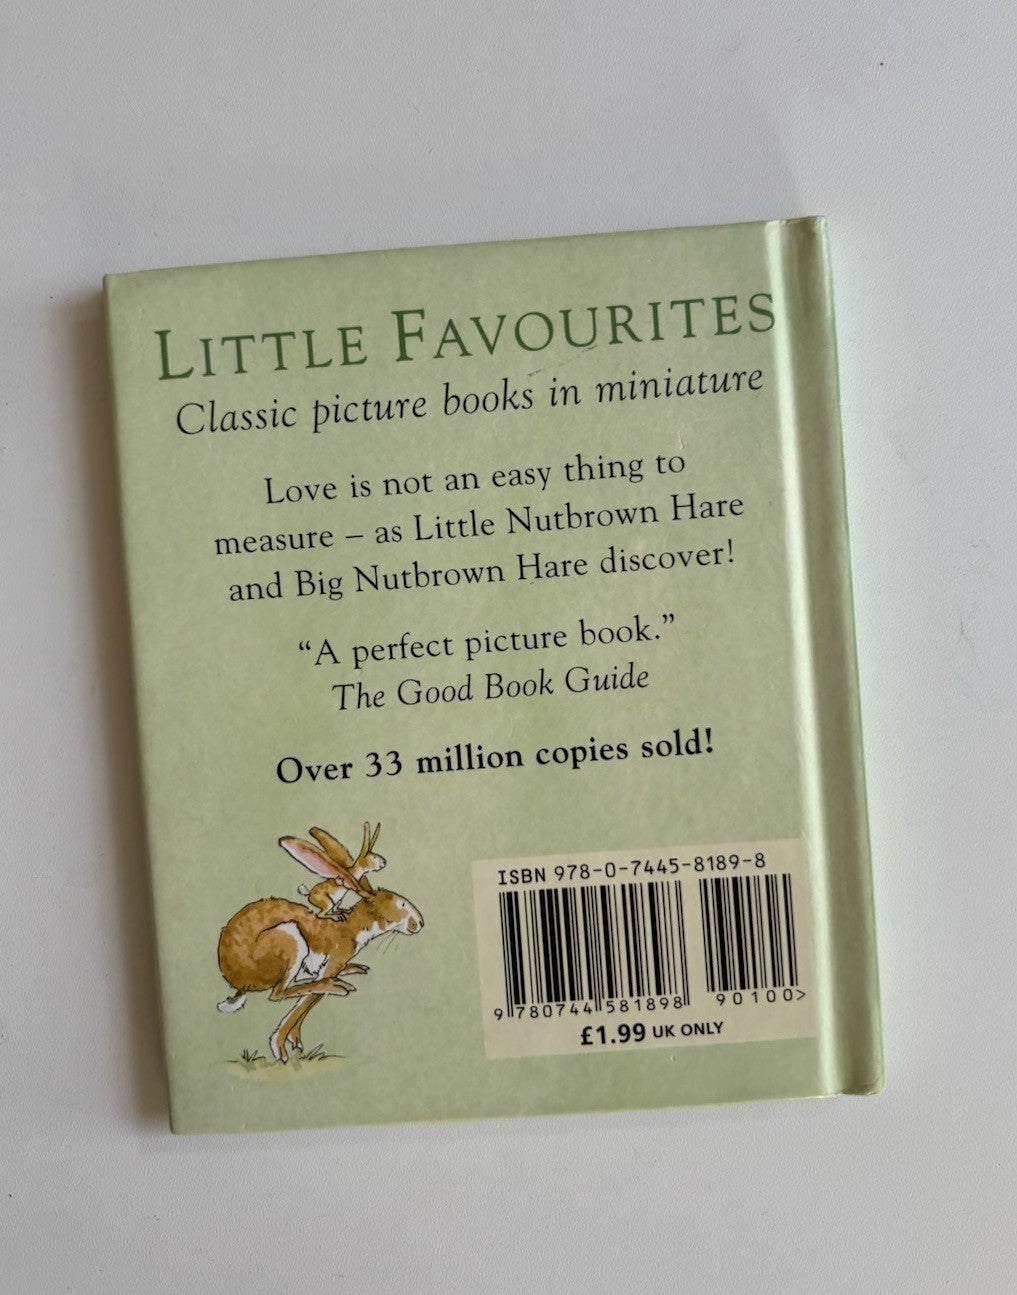 LITTLE FAVOURITES
Classic picture books in miniature
Love is not an easy thing to
measure – as Little Nutbrown Hare
and Big Nutbrown Hare discover!
“A perfect picture book.”
The Good Book Guide
Over 33 million copies sold!
ISBN 978-0-7445-8189-8
9 780744 581898 90100>
£1.99 UK ONLY